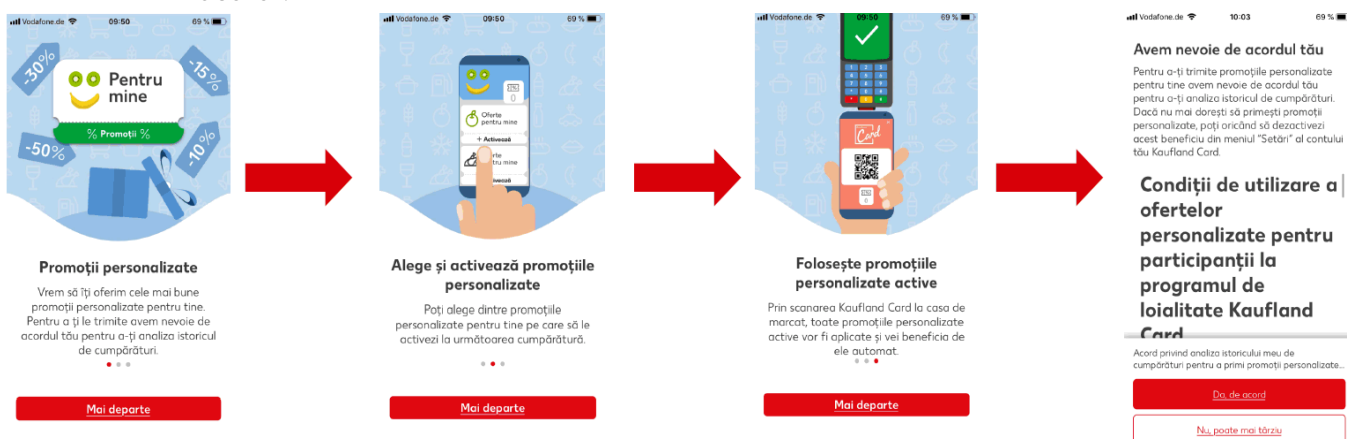 Vodafone.de 09:50 69 %
-30%
-15%
Pentru
mine
% Promoții %
-50%
-10%
Promoții personalizate
Vrem să îți oferim cele mai bune
promoții personalizate pentru tine.
Pentru a ți le trimite avem nevoie de
acordul tău pentru a-ți analiza istoricul
de cumpărături.
Mai departe
Vodafone.de 09:50 69 %
0
Oferte
pentru mine
+ Activează
Alege și activează promoțiile
personalizate
Poți alege dintre promoțiile
personalizate pentru tine pe care să le
activezi la următoarea cumpărătură.
Mai departe
Vodafone.de 09:50 69 %
Card
0
Folosește promoțiile
personalizate active
Prin scanarea Kaufland Card la casa de
marcat, toate promoțiile personalizate
active vor fi aplicate și vei beneficia de
ele automat.
Mai departe
Vodafone.de 10:03 69 %
Avem nevoie de acordul tău
Pentru a-ți trimite promoțiile personalizate
pentru tine avem nevoie de acordul tău
pentru a-ți analiza istoricul de cumpărături.
Dacă nu mai dorești să primești promoții
personalizate, poți oricând să dezactivezi
acest beneficiu din meniul "Setări" al contului
tău Kaufland Card.
Condiții de utilizare a
ofertelor
personalizate pentru
participanții la
programul de
loialitate Kaufland
Card
Acord privind analiza istoricului meu de
cumpărături pentru a primi promoții personalizate...
Da, de acord
Nu, poate mai târziu